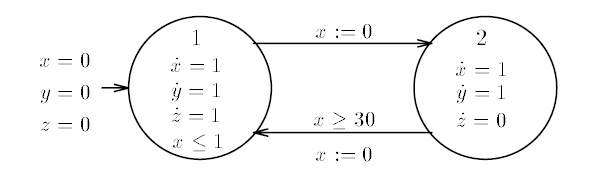 x = 0
y = 0
z = 0
1
ẋ = 1
ẏ = 1
ż = 1
x ≤ 1
x := 0
x ≥ 30
x := 0
2
ẋ = 1
ẏ = 1
ż = 0